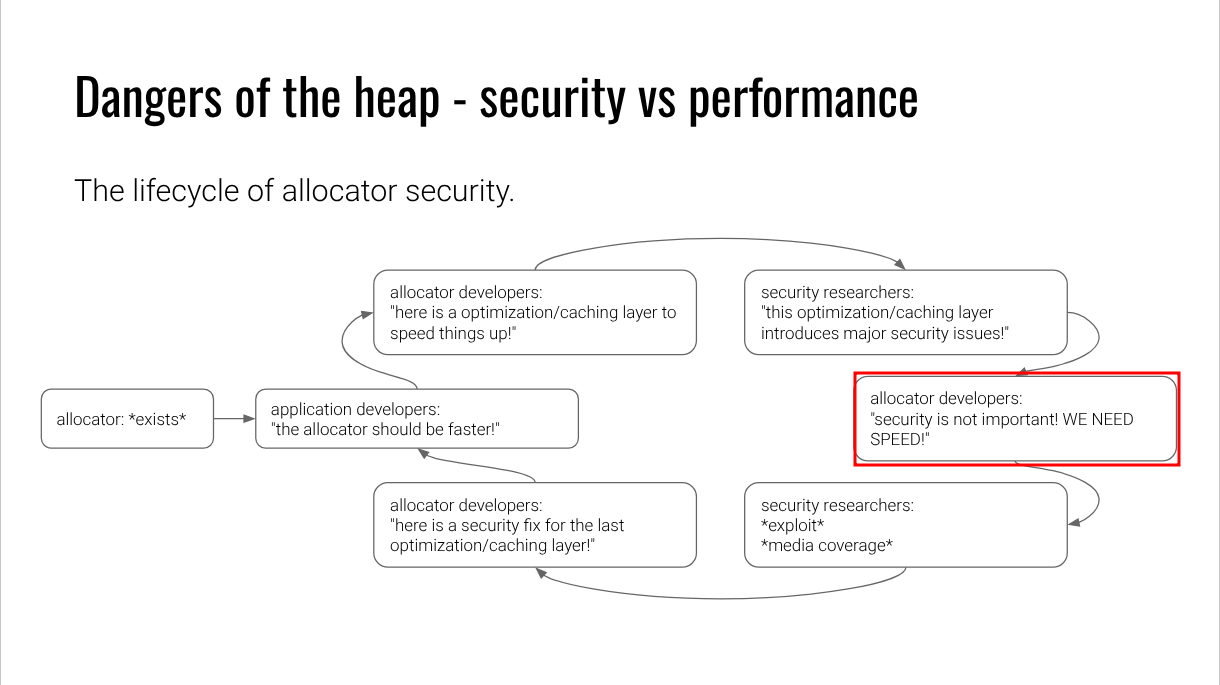 Dangers of the heap - security vs performance
The lifecycle of allocator security.
allocator: *exists*
application developers:
"the allocator should be faster!"
allocator developers:
"here is a optimization/caching layer to
speed things up!"
security researchers:
"this optimization/caching layer
introduces major security issues!"
allocator developers:
"security is not important! WE NEED
SPEED!"
security researchers:
*exploit*
*media coverage*
allocator developers:
"here is a security fix for the last
optimization/caching layer!"